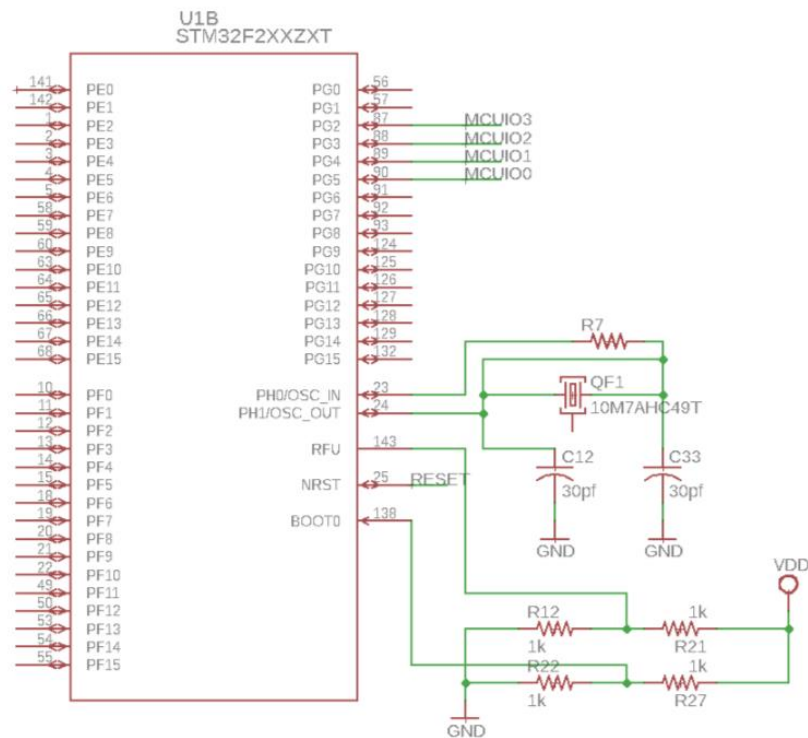 U1B
STM32F2XXZXT
141 PE0 PG0 56
142 PE1 PG1 57
1 PE2 PG2 87 MCUIO3
2 PE3 PG3 88 MCUIO2
3 PE4 PG4 89 MCUIO1
4 PE5 PG5 90 MCUIO0
5 PE6 PG6 91
58 PE7 PG7 92
59 PE8 PG8 93
60 PE9 PG9 124
63 PE10 PG10 125
64 PE11 PG11 126
65 PE12 PG12 127
66 PE13 PG13 128
67 PE14 PG14 129
68 PE15 PG15 132
R7
10 PF0 PH0/OSC_IN 23
QF1
11 PF1 PH1/OSC_OUT 24
10M7AHC49T
12 PF2
13 PF3 RFU 143
14 PF4
C12 C33
15 PF5 NRST 25 RESET
30pf 30pf
18 PF6
19 PF7 BOOT0 138
20 PF8
GND GND
21 PF9
22 PF10
VDD
49 PF11
50 PF12
R12 1k
53 PF13
1k R21
54 PF14
R22 1k
55 PF15
1k R27
GND